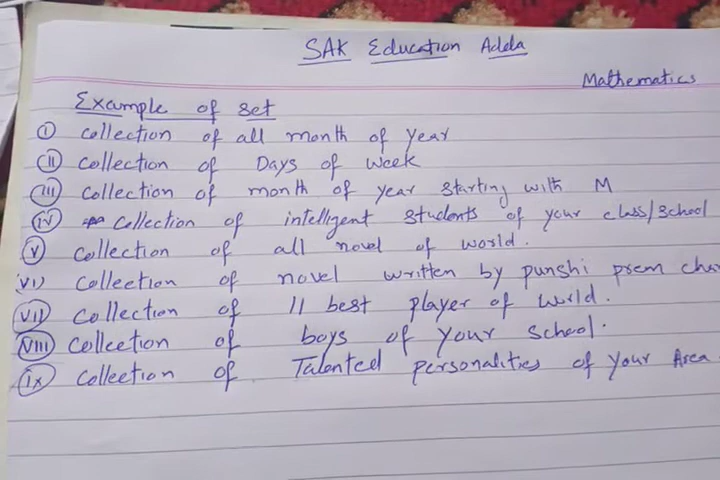 SAK Education Adda
Mathematics
Example of set
(i) Collection of all month of year
(ii) Collection of Days of week
(iii) Collection of month of year starting with M
(iv) Collection of intelligent students of your class/school
(v) Collection of all novel of world.
(vi) Collection of novel written by punshi prem chan
(vii) Collection of 11 best player of world.
(viii) Collection of boys of your school.
(ix) Collection of Talented personalities of your Area.